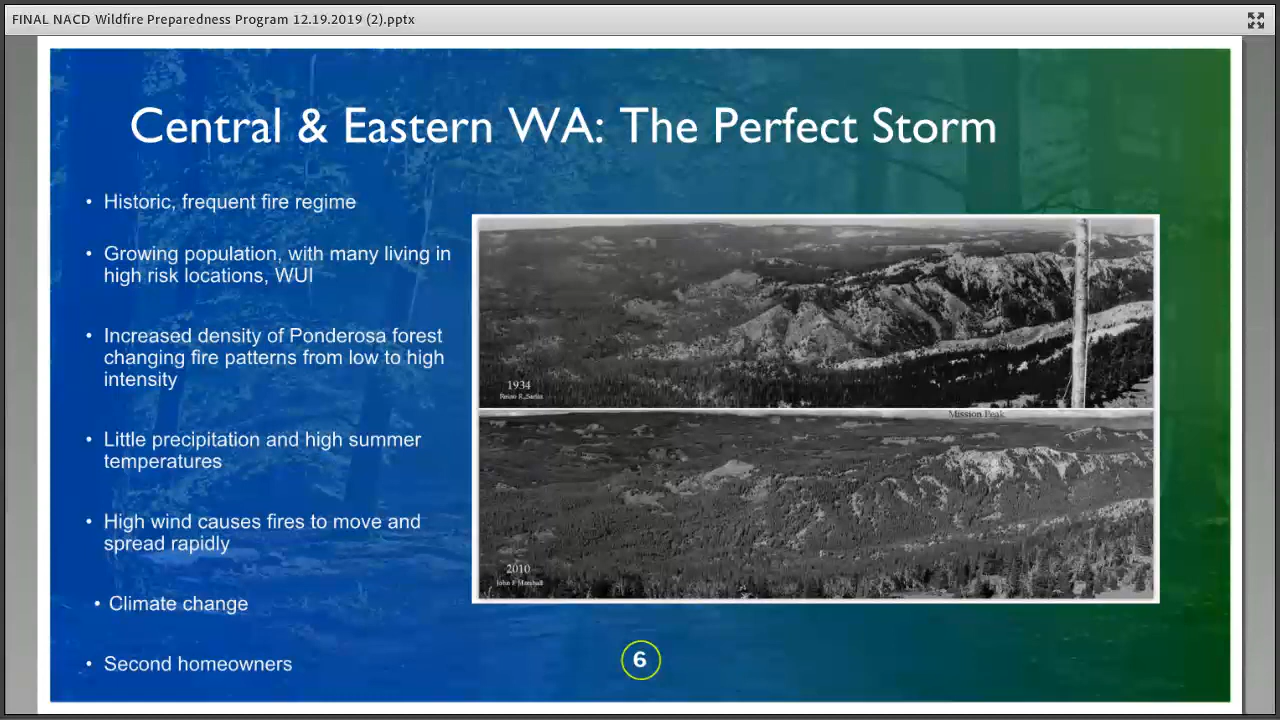 FINAL NACD Wildfire Preparedness Program 12.19.2019 (2).pptx
Central & Eastern WA: The Perfect Storm
• Historic, frequent fire regime
• Growing population, with many living in
high risk locations, WUI
• Increased density of Ponderosa forest
changing fire patterns from low to high
intensity
• Little precipitation and high summer
temperatures
• High wind causes fires to move and
spread rapidly
• Climate change
• Second homeowners
1934
Mission Peak
2010
John F. Marshall
6